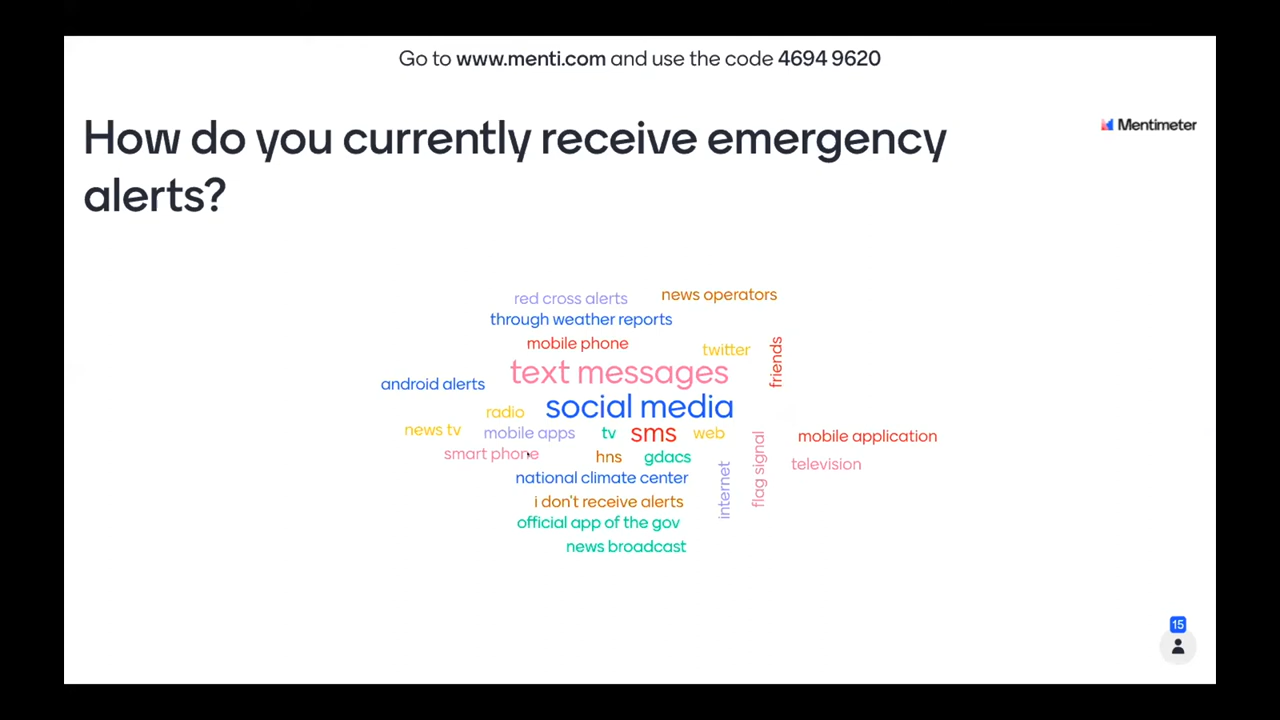 Go to www.menti.com and use the code 4694 9620
Mentimeter
How do you currently receive emergency
alerts?
red cross alerts
news operators
through weather reports
mobile phone
twitter
friends
text messages
android alerts
social media
radio
news tv
mobile apps
tv
sms
web
mobile application
smart phone
hns
gdacs
flag signal
television
national climate center
internet
i don't receive alerts
official app of the gov
news broadcast
15